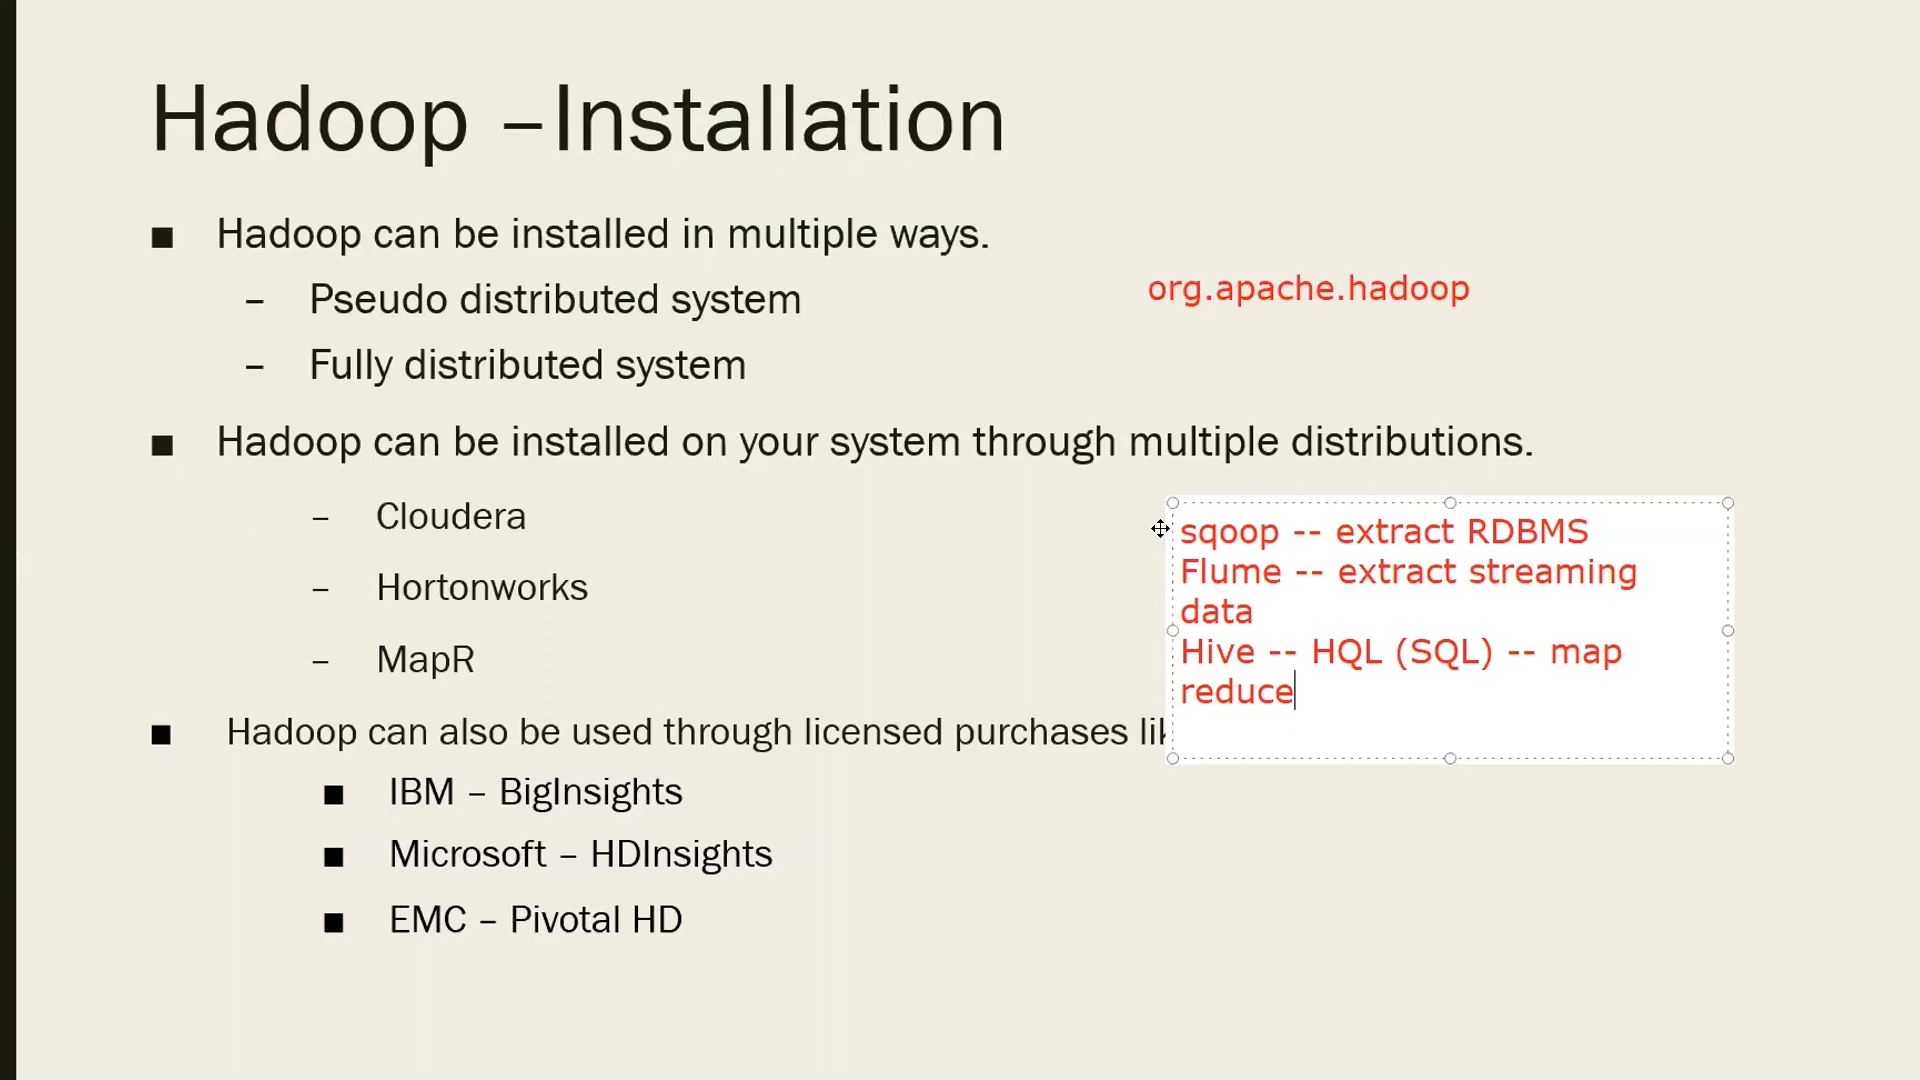 Hadoop –Installation
■ Hadoop can be installed in multiple ways.
– Pseudo distributed system
org.apache.hadoop
– Fully distributed system
■ Hadoop can be installed on your system through multiple distributions.
– Cloudera
– Hortonworks
– MapR
sqoop -- extract RDBMS
Flume -- extract streaming
data
Hive -- HQL (SQL) -- map
reduce
■ Hadoop can also be used through licensed purchases
■ IBM – BigInsights
■ Microsoft – HDInsights
■ EMC – Pivotal HD